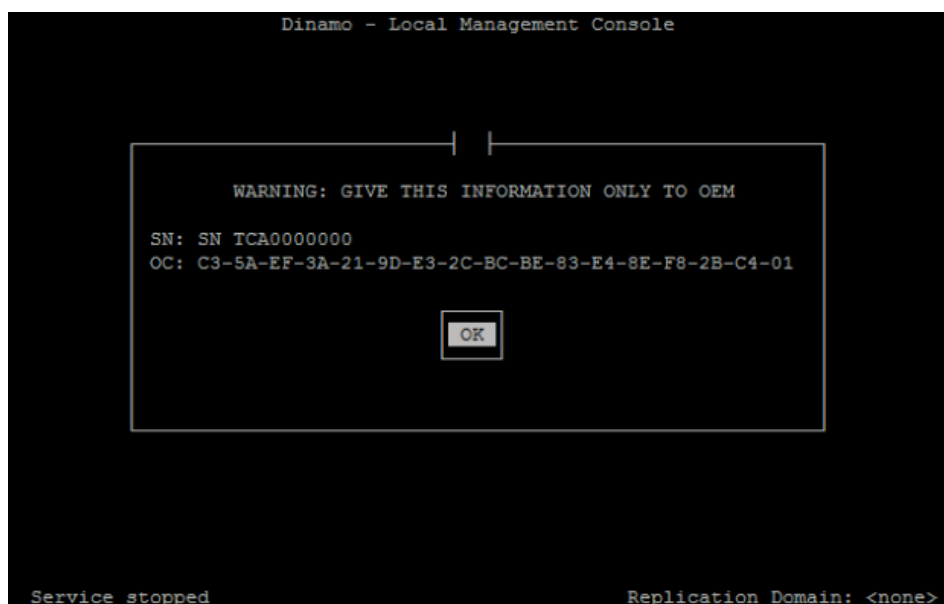 Dinamo - Local Management Console
WARNING: GIVE THIS INFORMATION ONLY TO OEM
SN: SN TCA0000000
OC: C3-5A-EF-3A-21-9D-E3-2C-BC-BE-83-E4-8E-F8-2B-C4-01
OK
Service stopped Replication Domain: <none>